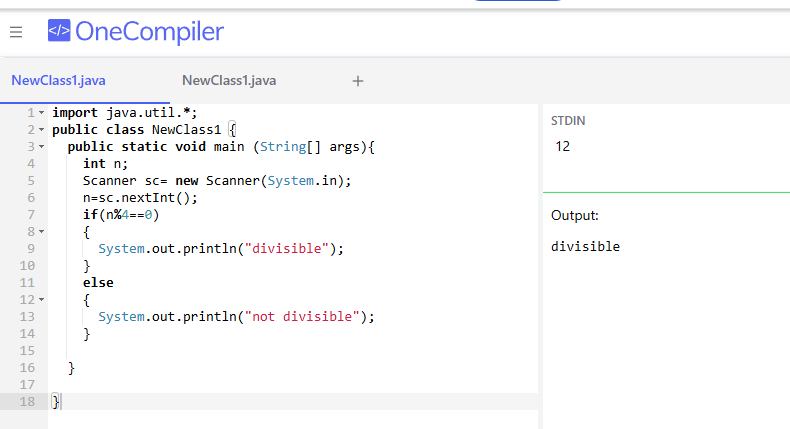 </> OneCompiler
NewClass1.java NewClass1.java +
1 import java.util.*;
2 public class NewClass1 {
3 public static void main (String[] args){
4 int n;
5 Scanner sc= new Scanner(System.in);
6 n=sc.nextInt();
7 if(n%4==0)
8 {
9 System.out.println("divisible");
10 }
11 else
12 {
13 System.out.println("not divisible");
14 }
15
16 }
17
18 }
STDIN
12
Output:
divisible